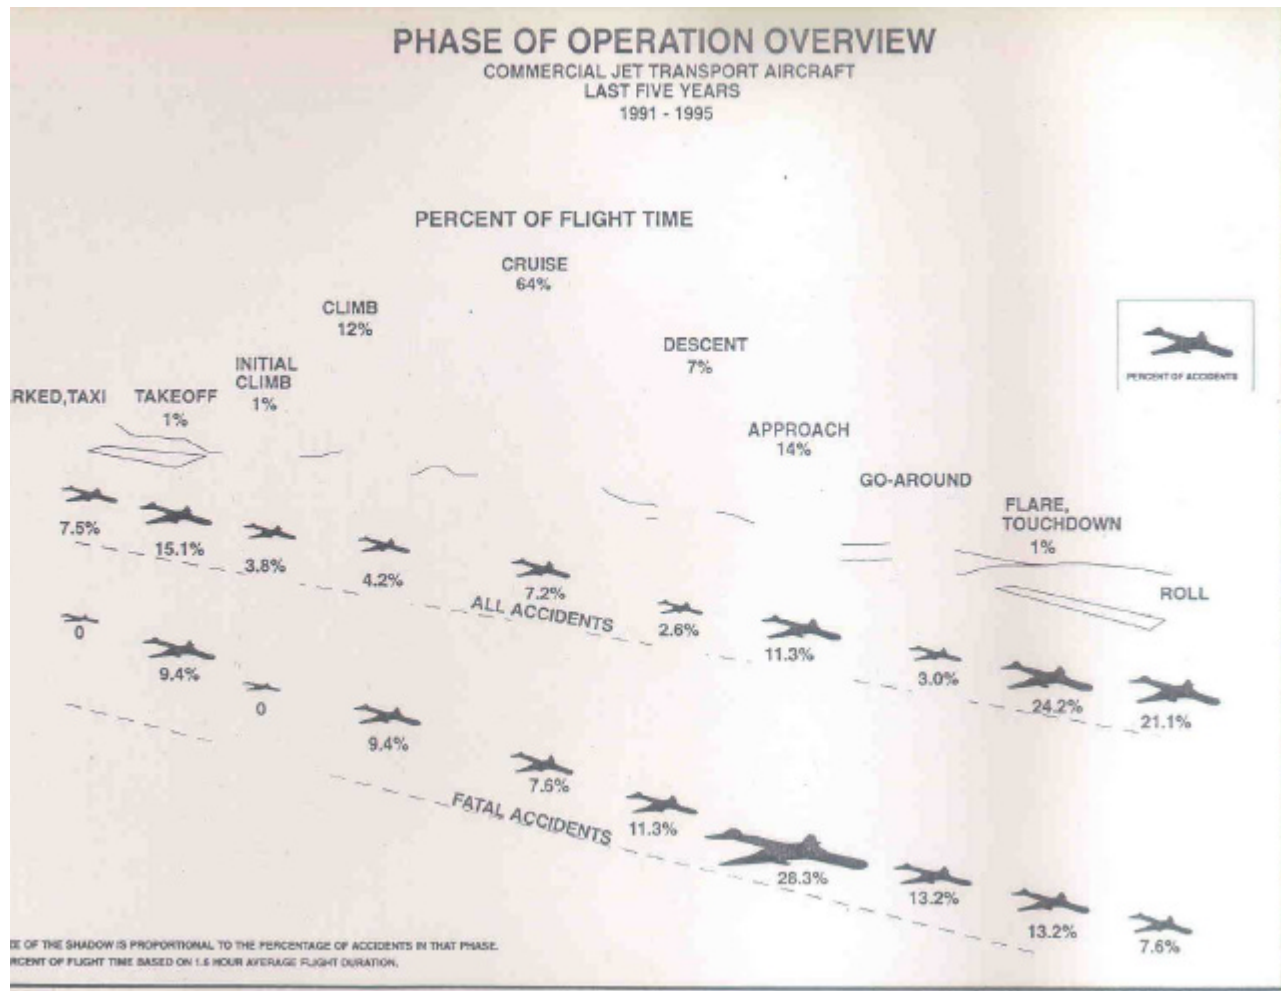 PHASE OF OPERATION OVERVIEW
COMMERCIAL JET TRANSPORT AIRCRAFT
LAST FIVE YEARS
1991 - 1995
PERCENT OF FLIGHT TIME
CRUISE
64%
CLIMB
12%
DESCENT
7%
INITIAL
CLIMB
1%
PERCENT OF ACCIDENTS
RKED,TAXI
TAKEOFF
1%
APPROACH
14%
GO-AROUND
FLARE,
TOUCHDOWN
1%
ROLL
7.5%
15.1%
3.8%
4.2%
7.2%
2.6%
11.3%
3.0%
24.2%
21.1%
ALL ACCIDENTS
0
9.4%
0
9.4%
7.6%
11.3%
28.3%
13.2%
13.2%
7.6%
FATAL ACCIDENTS
ZE OF THE SHADOW IS PROPORTIONAL TO THE PERCENTAGE OF ACCIDENTS IN THAT PHASE.
RCENT OF FLIGHT TIME BASED ON 1.6 HOUR AVERAGE FLIGHT DURATION.